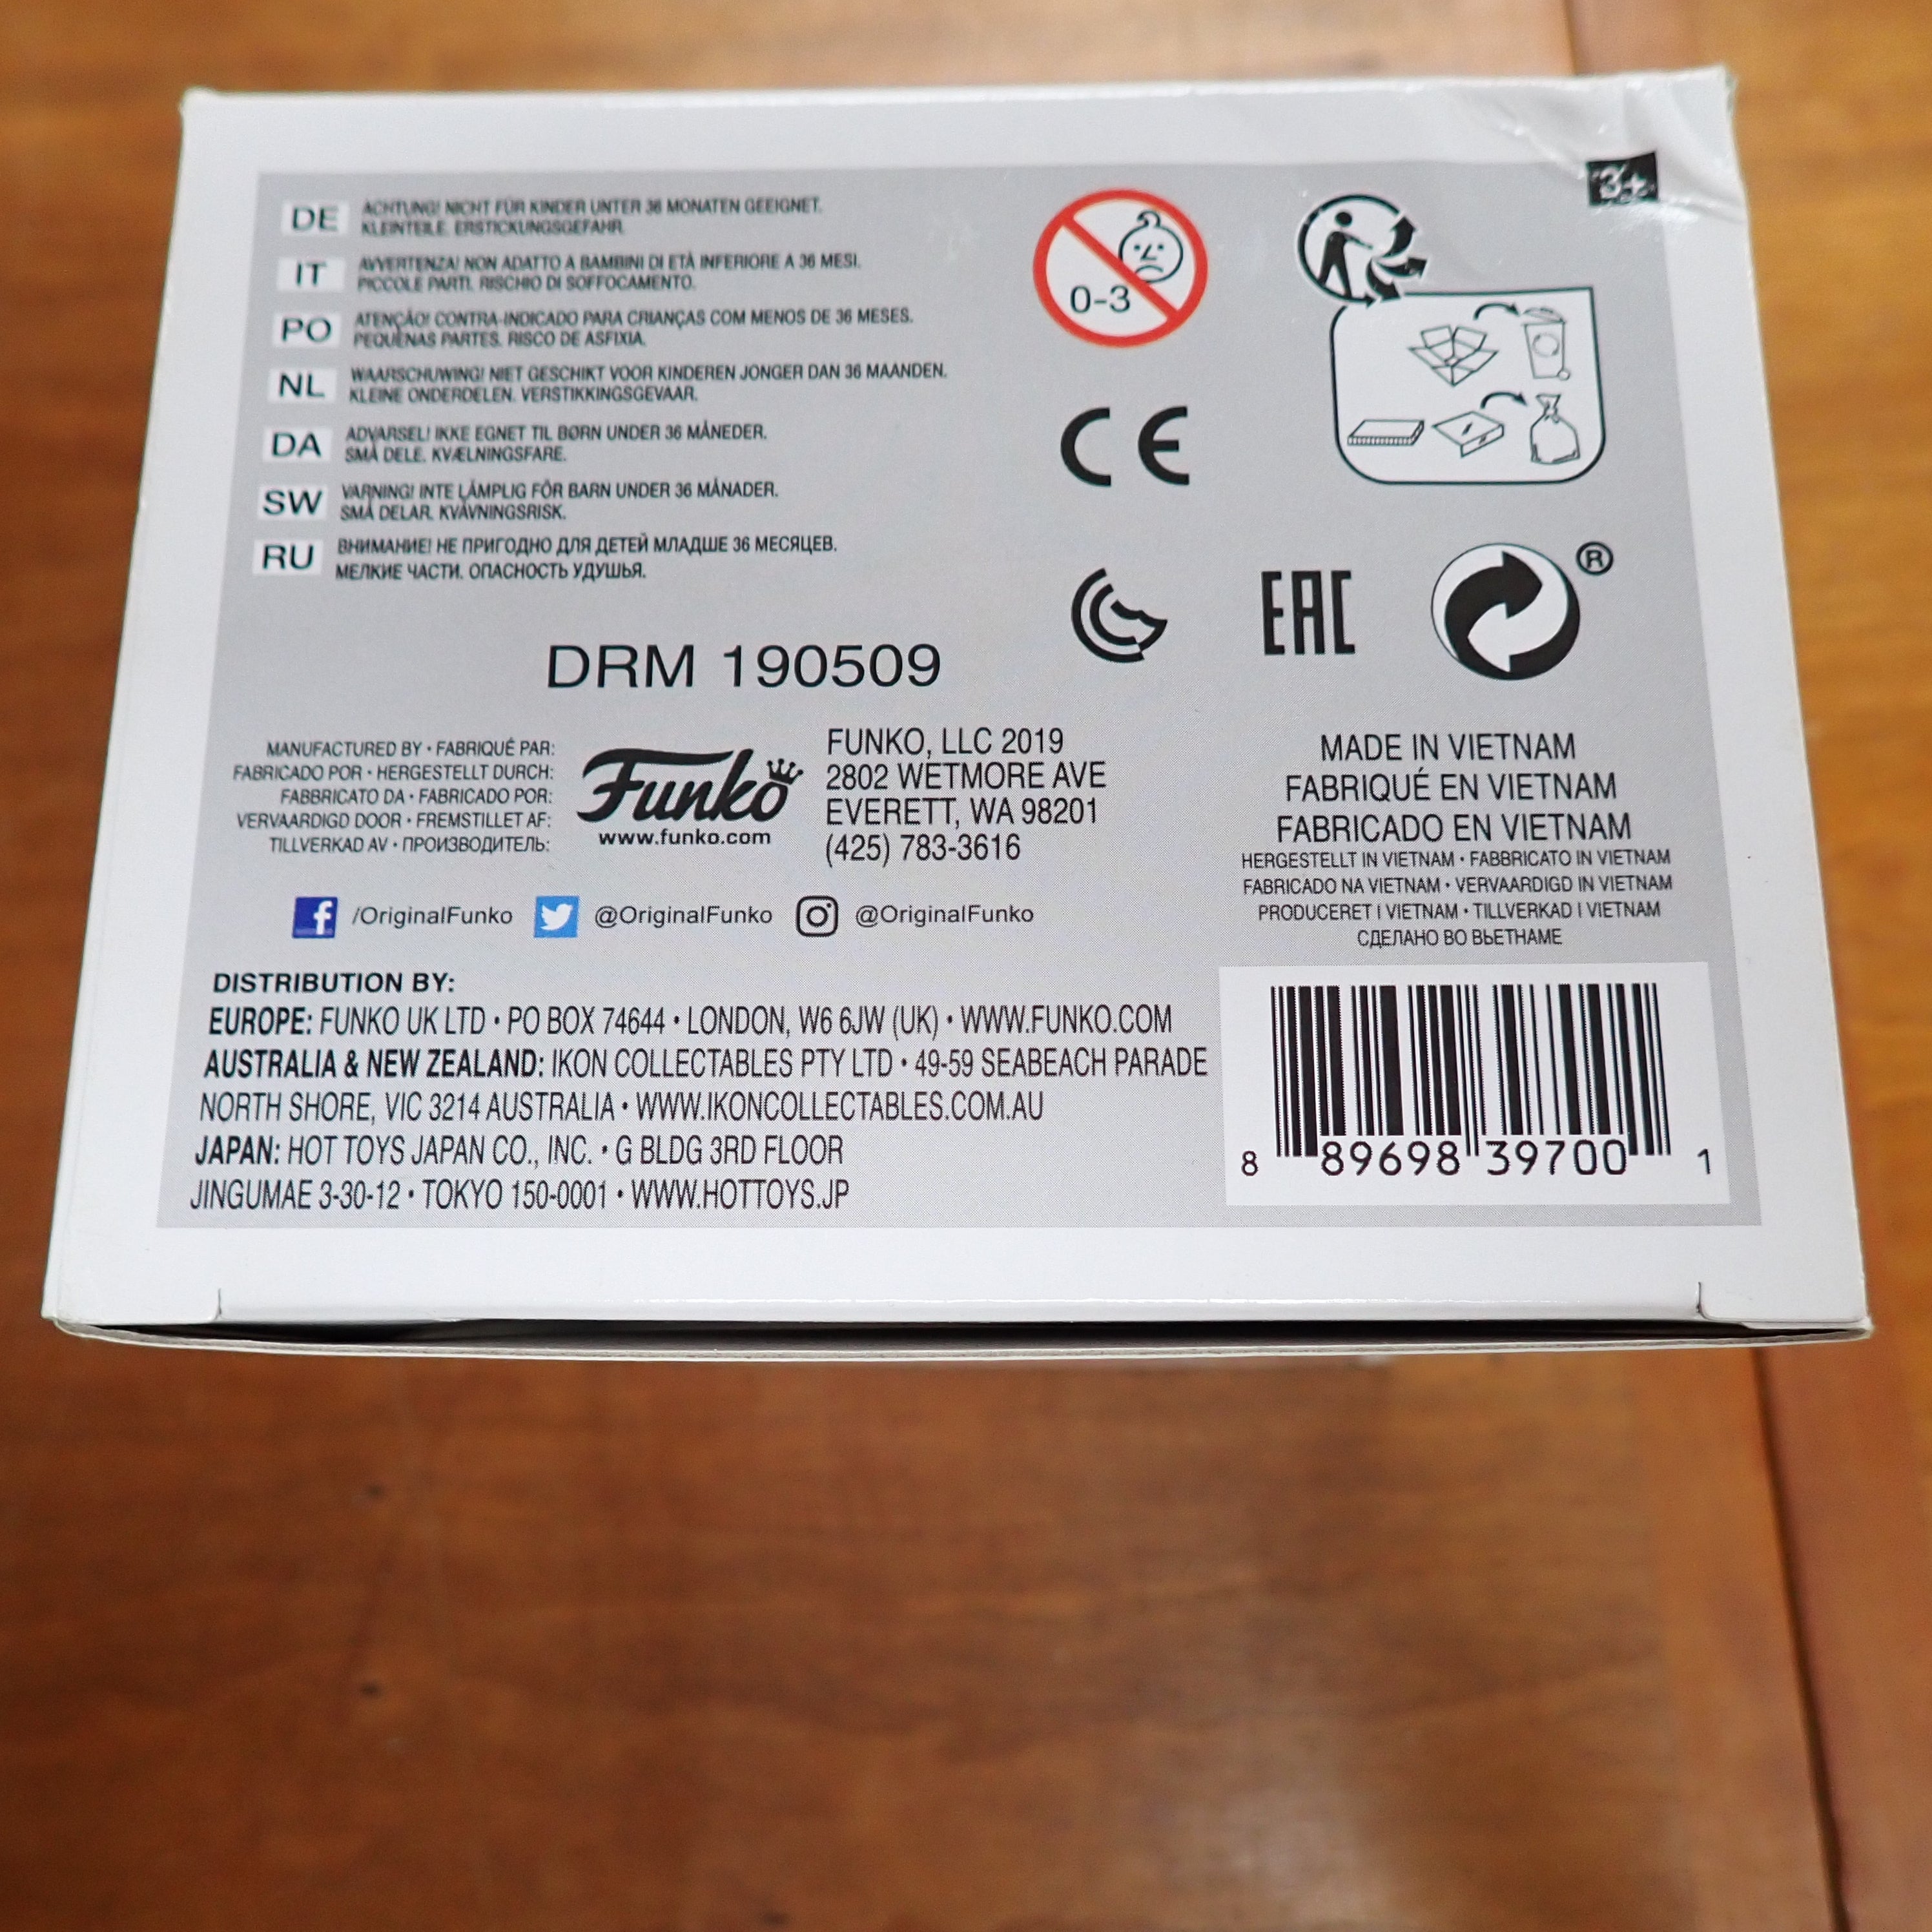 3+
DE ACHTUNG! NICHT FÜR KINDER UNTER 36 MONATEN GEEIGNET.
KLEINTEILE. ERSTICKUNGSGEFAHR.
IT AVVERTENZA! NON ADATTO A BAMBINI DI ETÀ INFERIORE A 36 MESI.
PICCOLE PARTI. RISCHIO DI SOFFOCAMENTO.
PO ATENÇÃO! CONTRA-INDICADO PARA CRIANÇAS COM MENOS DE 36 MESES.
PEQUENAS PARTES. RISCO DE ASFIXIA.
NL WAARSCHUWING! NIET GESCHIKT VOOR KINDEREN JONGER DAN 36 MAANDEN.
KLEINE ONDERDELEN. VERSTIKKINGSGEVAAR.
DA ADVARSEL! IKKE EGNET TIL BØRN UNDER 36 MÅNEDER.
SMÅ DELE. KVÆLNINGSFARE.
SW VARNING! INTE LÄMPLIG FÖR BARN UNDER 36 MÅNADER.
SMÅ DELAR. KVÄVNINGSRISK.
RU ВНИМАНИЕ! НЕ ПРИГОДНО ДЛЯ ДЕТЕЙ МЛАДШЕ 36 МЕСЯЦЕВ.
МЕЛКИЕ ЧАСТИ. ОПАСНОСТЬ УДУШЬЯ.
0-3
CE
EAC
®
DRM 190509
MANUFACTURED BY • FABRIQUÉ PAR:
FABRICADO POR • HERGESTELLT DURCH:
FABBRICATO DA • FABRICADO POR:
VERVAARDIGD DOOR • FREMSTILLET AF:
TILLVERKAD AV • ПРОИЗВОДИТЕЛЬ:
Funko
www.funko.com
FUNKO, LLC 2019
2802 WETMORE AVE
EVERETT, WA 98201
(425) 783-3616
MADE IN VIETNAM
FABRIQUÉ EN VIETNAM
FABRICADO EN VIETNAM
HERGESTELLT IN VIETNAM • FABBRICATO IN VIETNAM
FABRICADO NA VIETNAM • VERVAARDIGD IN VIETNAM
PRODUCERET I VIETNAM • TILLVERKAD I VIETNAM
СДЕЛАНО ВО ВЬЕТНАМЕ
f /OriginalFunko @OriginalFunko @OriginalFunko
DISTRIBUTION BY:
EUROPE: FUNKO UK LTD • PO BOX 74644 • LONDON, W6 6JW (UK) • WWW.FUNKO.COM
AUSTRALIA & NEW ZEALAND: IKON COLLECTABLES PTY LTD • 49-59 SEABEACH PARADE
NORTH SHORE, VIC 3214 AUSTRALIA • WWW.IKONCOLLECTABLES.COM.AU
JAPAN: HOT TOYS JAPAN CO., INC. • G BLDG 3RD FLOOR
JINGUMAE 3-30-12 • TOKYO 150-0001 • WWW.HOTTOYS.JP
8 89698 39700 1